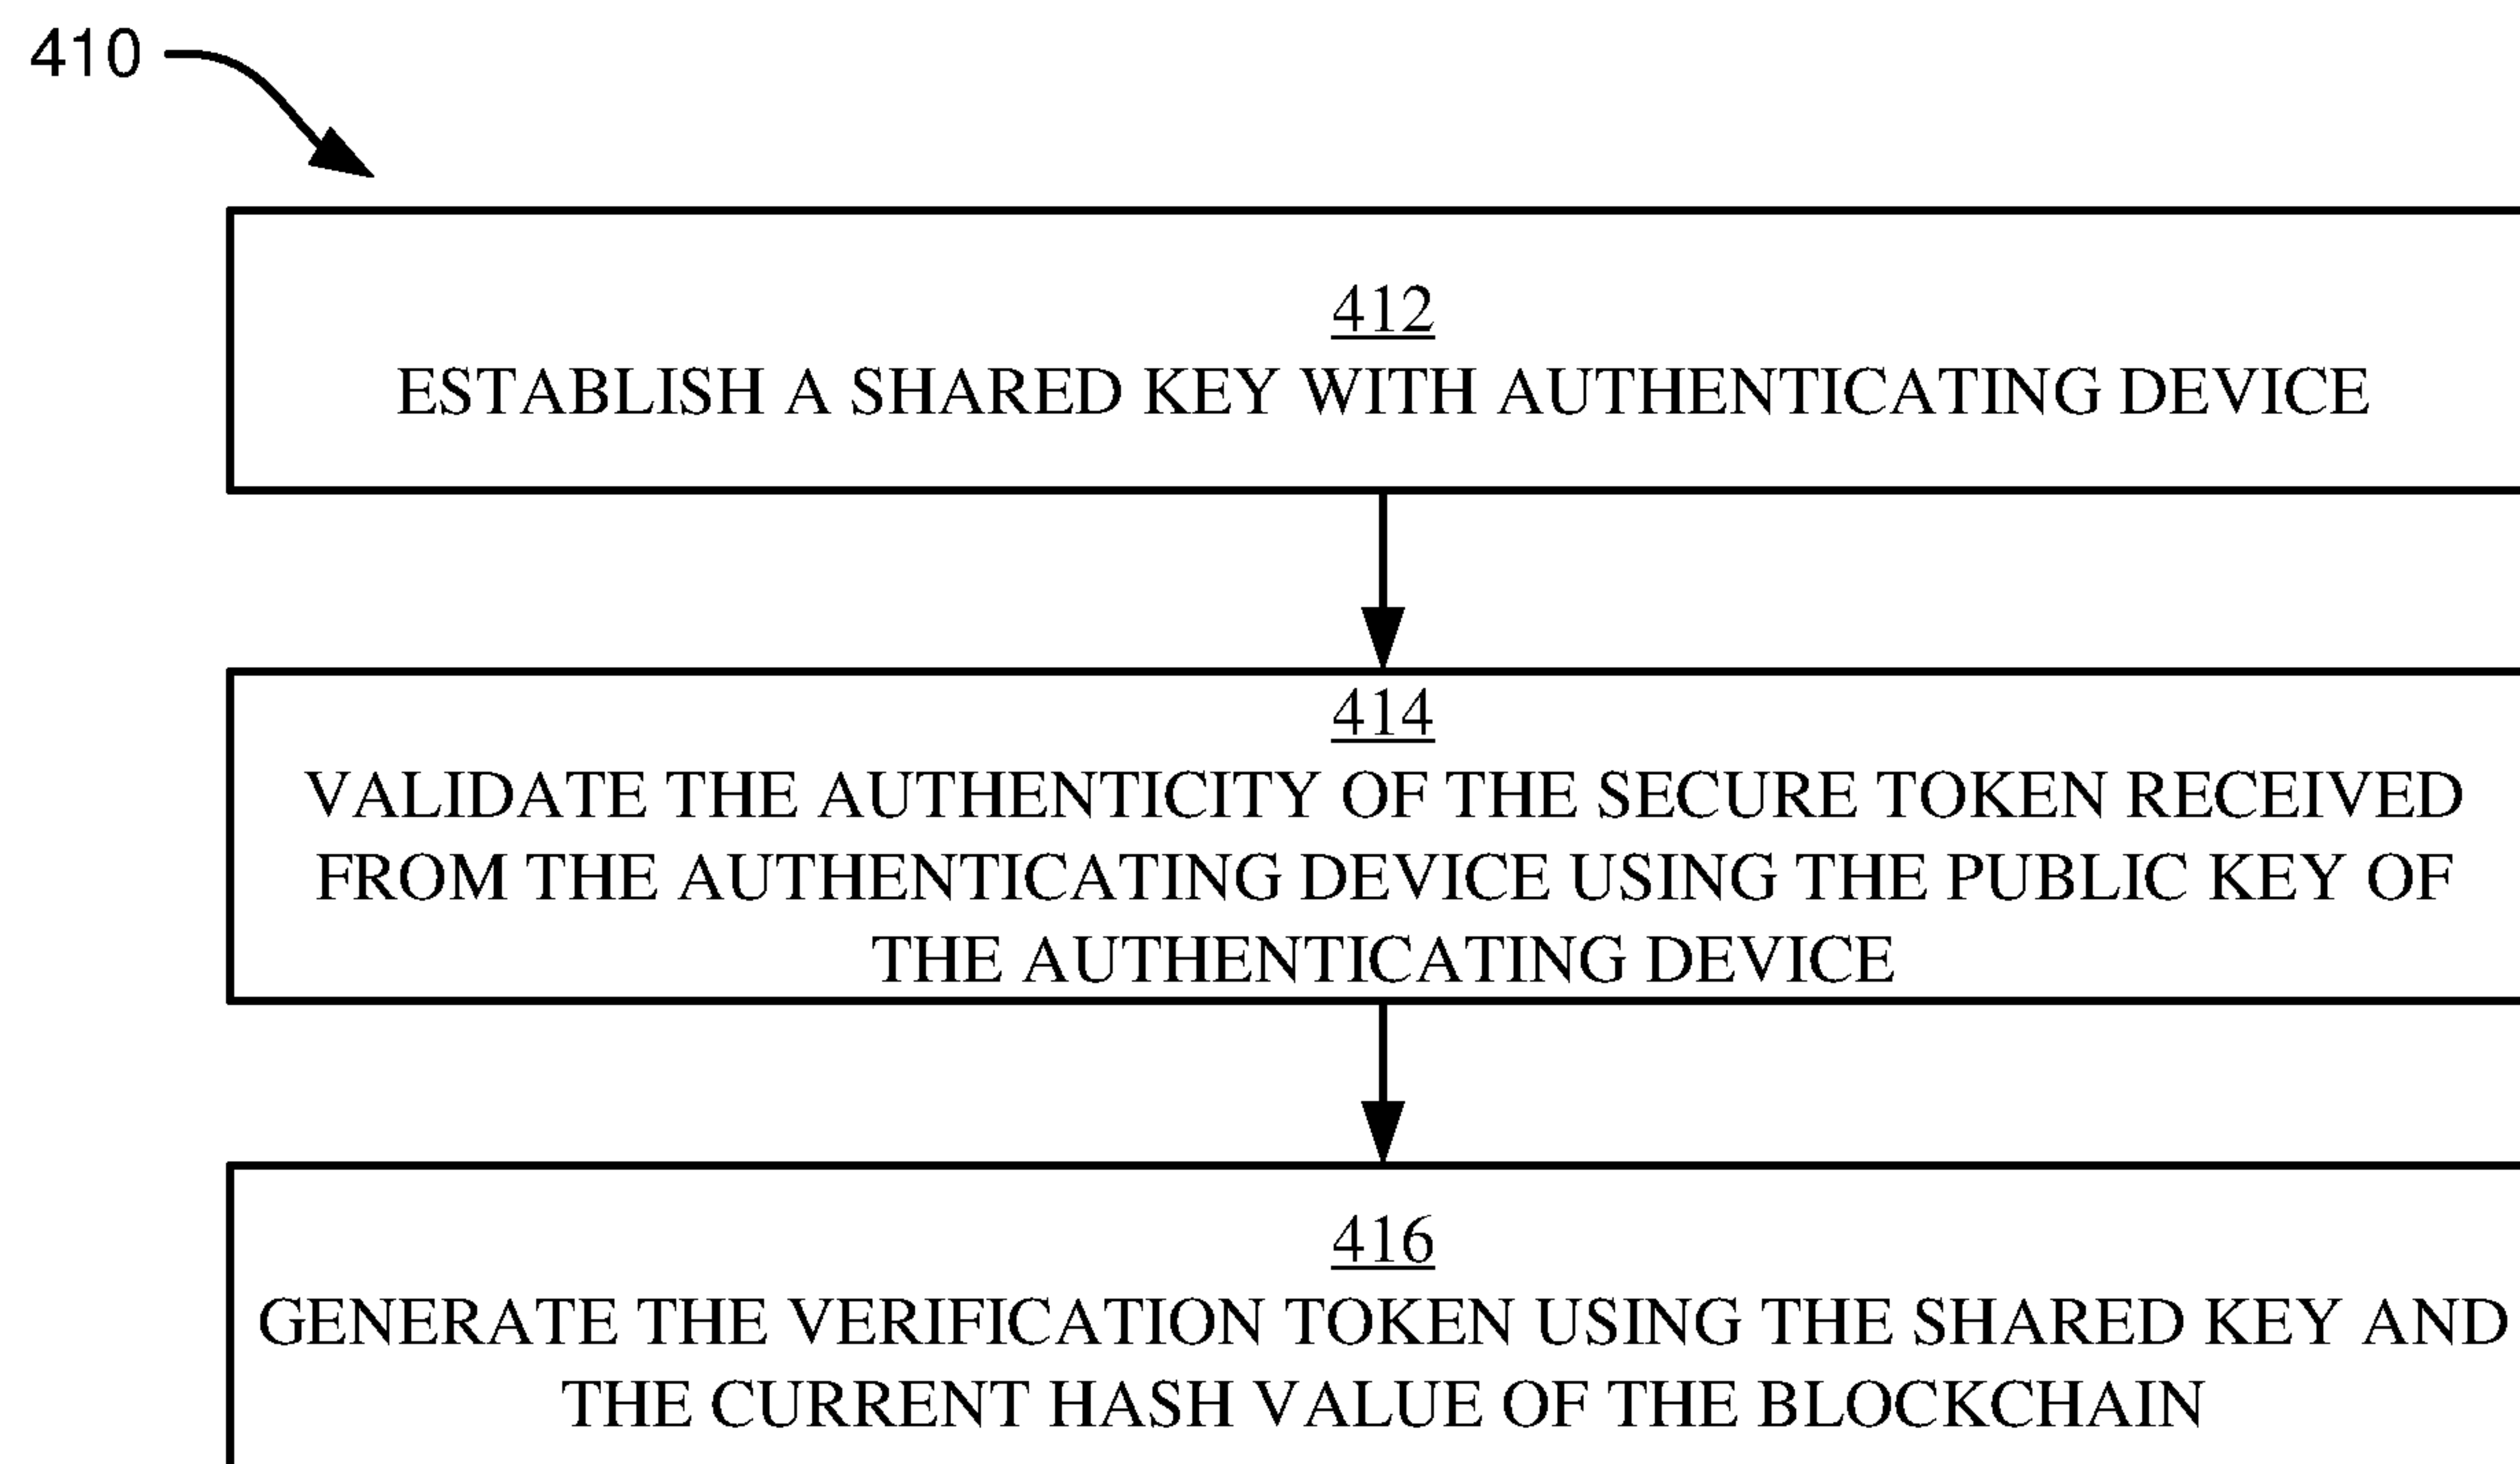 410
412
ESTABLISH A SHARED KEY WITH AUTHENTICATING DEVICE
414
VALIDATE THE AUTHENTICITY OF THE SECURE TOKEN RECEIVED
FROM THE AUTHENTICATING DEVICE USING THE PUBLIC KEY OF
THE AUTHENTICATING DEVICE
416
GENERATE THE VERIFICATION TOKEN USING THE SHARED KEY AND
THE CURRENT HASH VALUE OF THE BLOCKCHAIN